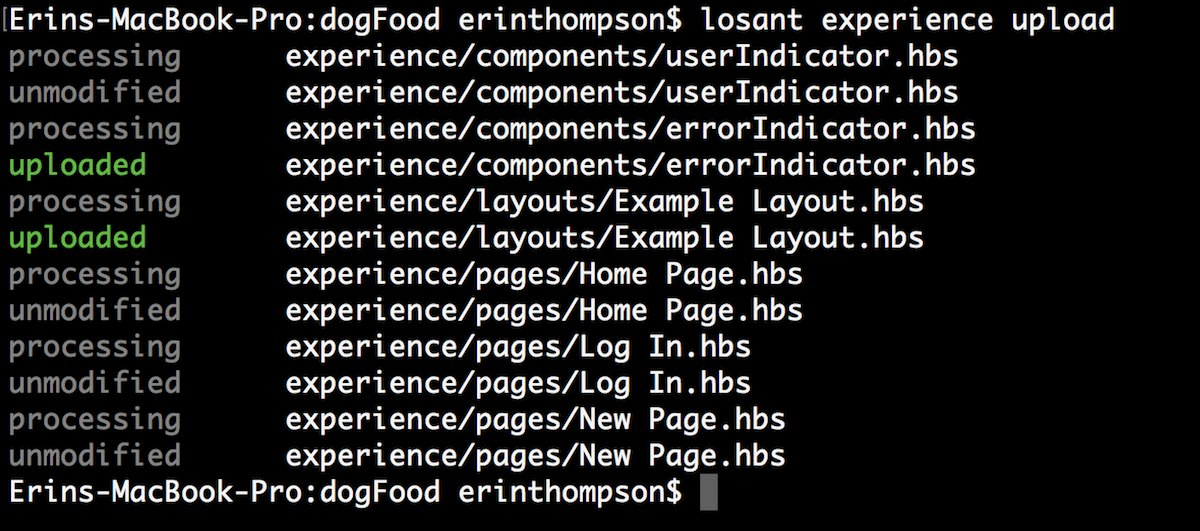 [Erins-MacBook-Pro:dogFood erinthompson$ losant experience upload
processing      experience/components/userIndicator.hbs
unmodified      experience/components/userIndicator.hbs
processing      experience/components/errorIndicator.hbs
uploaded        experience/components/errorIndicator.hbs
processing      experience/layouts/Example Layout.hbs
uploaded        experience/layouts/Example Layout.hbs
processing      experience/pages/Home Page.hbs
unmodified      experience/pages/Home Page.hbs
processing      experience/pages/Log In.hbs
unmodified      experience/pages/Log In.hbs
processing      experience/pages/New Page.hbs
unmodified      experience/pages/New Page.hbs
Erins-MacBook-Pro:dogFood erinthompson$